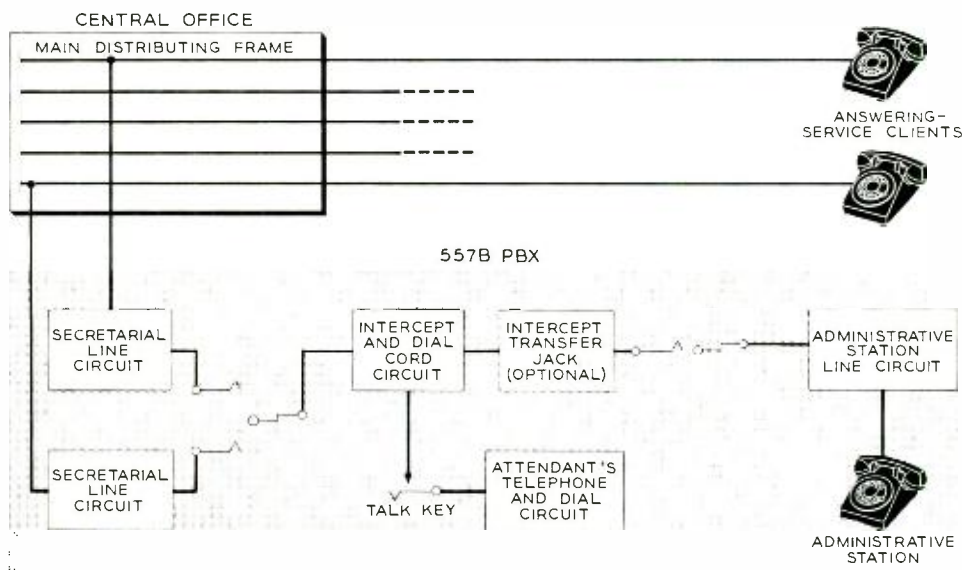 CENTRAL OFFICE
MAIN DISTRIBUTING FRAME
ANSWERING-
SERVICE CLIENTS
557B PBX
SECRETARIAL
LINE
CIRCUIT
INTERCEPT
AND DIAL
CORD
CIRCUIT
INTERCEPT
TRANSFER
JACK
(OPTIONAL)
ADMINISTRATIVE
STATION
LINE CIRCUIT
SECRETARIAL
LINE
CIRCUIT
TALK KEY
ATTENDANT'S
TELEPHONE
AND DIAL
CIRCUIT
ADMINISTRATIVE
STATION